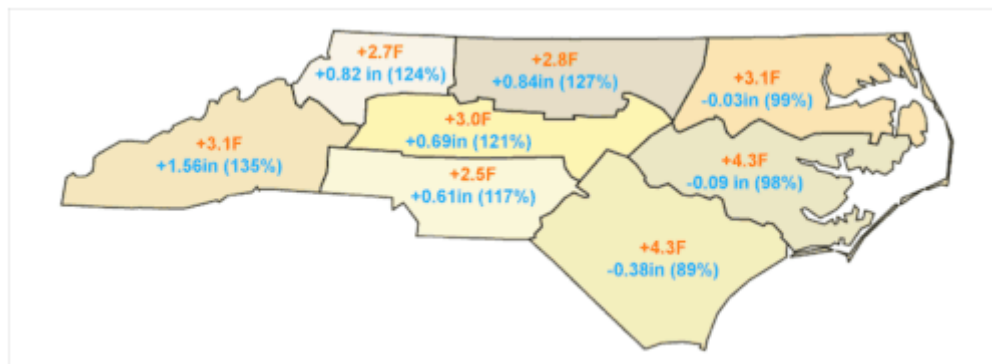 +2.7F
+0.82 in (124%)
+2.8F
+0.84in (127%)
+3.1F
-0.03in (99%)
+3.1F
+1.56in (135%)
+3.0F
+0.69in (121%)
+4.3F
-0.09 in (98%)
+2.5F
+0.61in (117%)
+4.3F
-0.38in (89%)